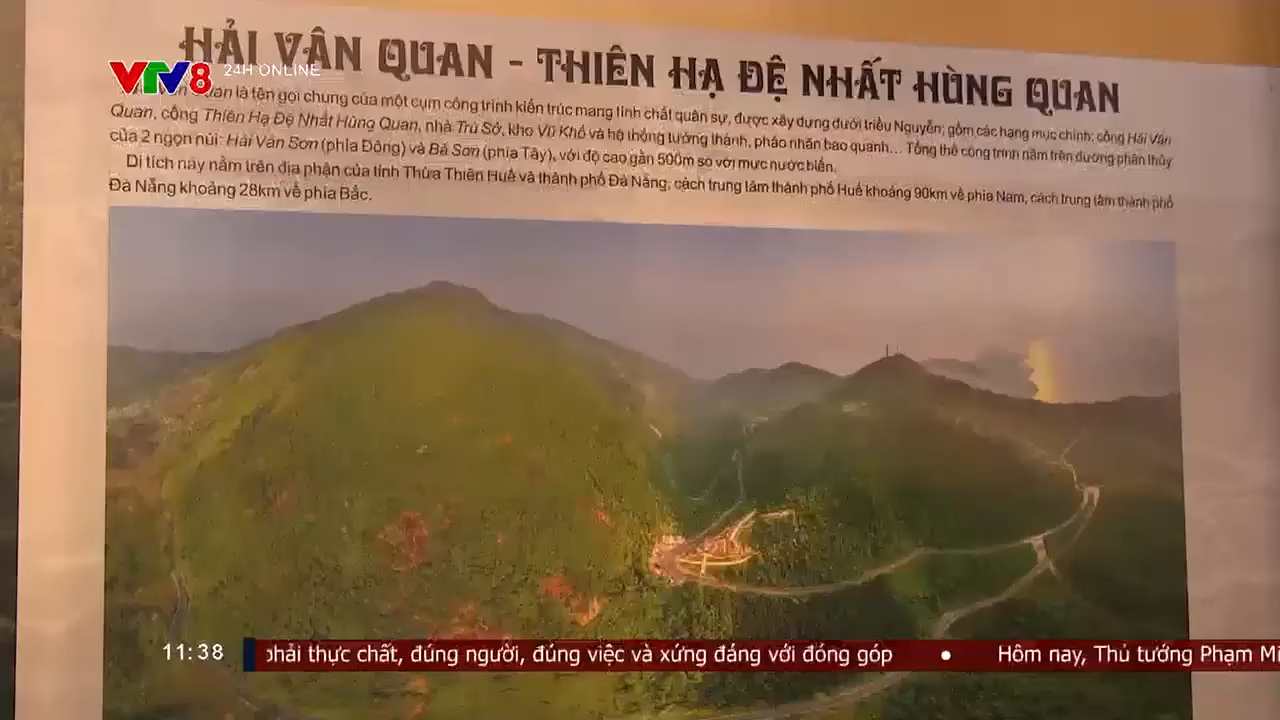 HẢI VÂN QUAN - THIÊN HẠ ĐỆ NHẤT HÙNG QUAN
VTV8 24H ONLINE
Quan là tên gọi chung của một cụm công trình kiến trúc mang tính chất quân sự, được xây dựng dưới triều Nguyễn; gồm các hạng mục chính: cổng Hải Vân
Quan, cổng Thiên Hạ Đệ Nhất Hùng Quan, nhà Trú Sở, kho Vũ Khố và hệ thống tường thành, pháo nhãn bao quanh... Tổng thể công trình nằm trên đường phân thủy
của 2 ngọn núi: Hải Vân Sơn (phía Đông) và Bà Sơn (phía Tây), với độ cao gần 500m so với mực nước biển.
Di tích này nằm trên địa phận của tỉnh Thừa Thiên Huế và thành phố Đà Nẵng; cách trung tâm thành phố Huế khoảng 90km về phía Nam, cách trung tâm thành phố
Đà Nẵng khoảng 28km về phía Bắc.
11:38 phải thực chất, đúng người, đúng việc và xứng đáng với đóng góp • Hôm nay, Thủ tướng Phạm Mi